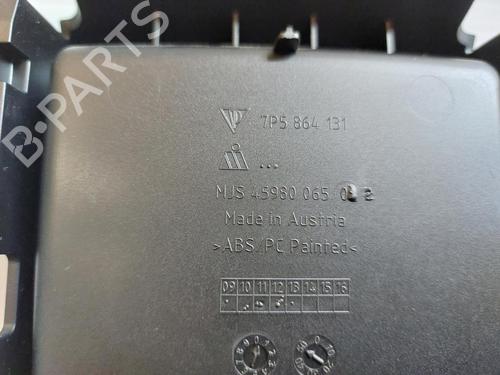 B-PARTS
7P5 864 131
...
MJS 45980 065
Made in Austria
>ABS/PC Painted<
09 10 11 12 13 14 15 16